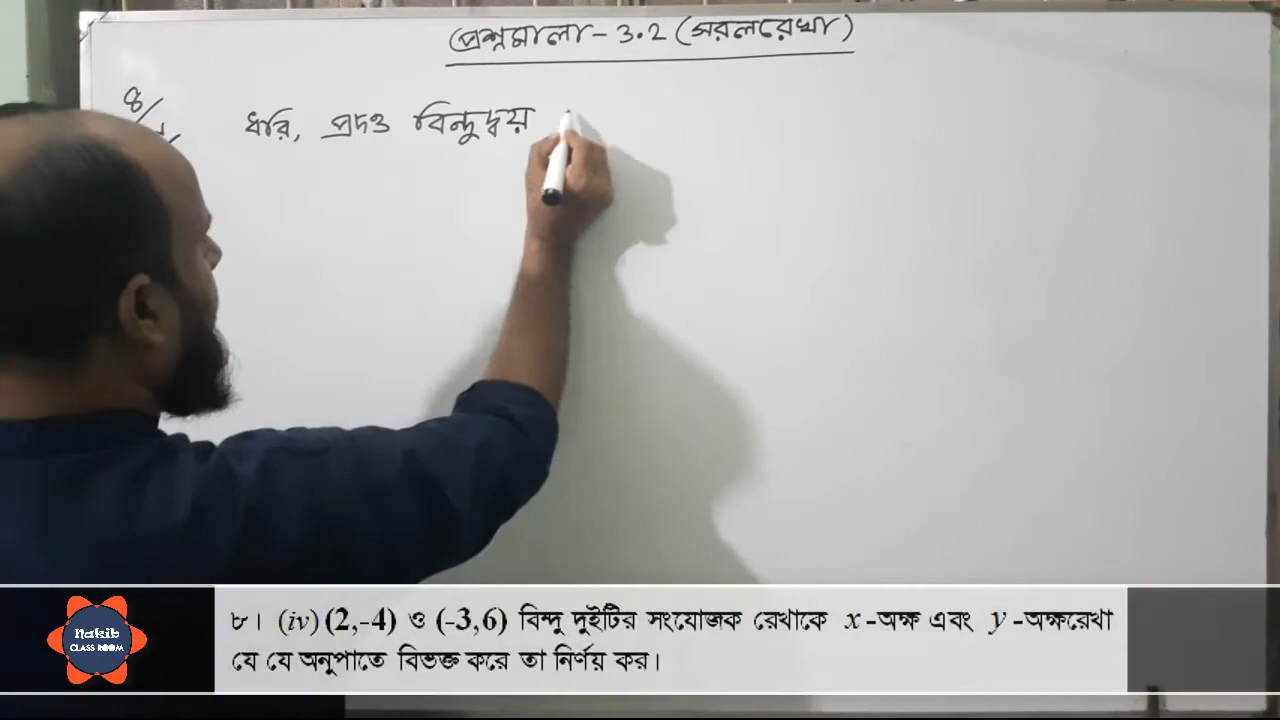 প্রশ্নমালা - 3.2 (সরলরেখা)
ধরি, প্রদত্ত বিন্দুদ্বয়
Nakib
CLASS ROOM
৮। (iv) (2,-4) ও (-3,6) বিন্দু দুইটির সংযোজক রেখাকে x -অক্ষ এবং y -অক্ষরেখা
যে যে অনুপাতে বিভক্ত করে তা নির্ণয় কর।